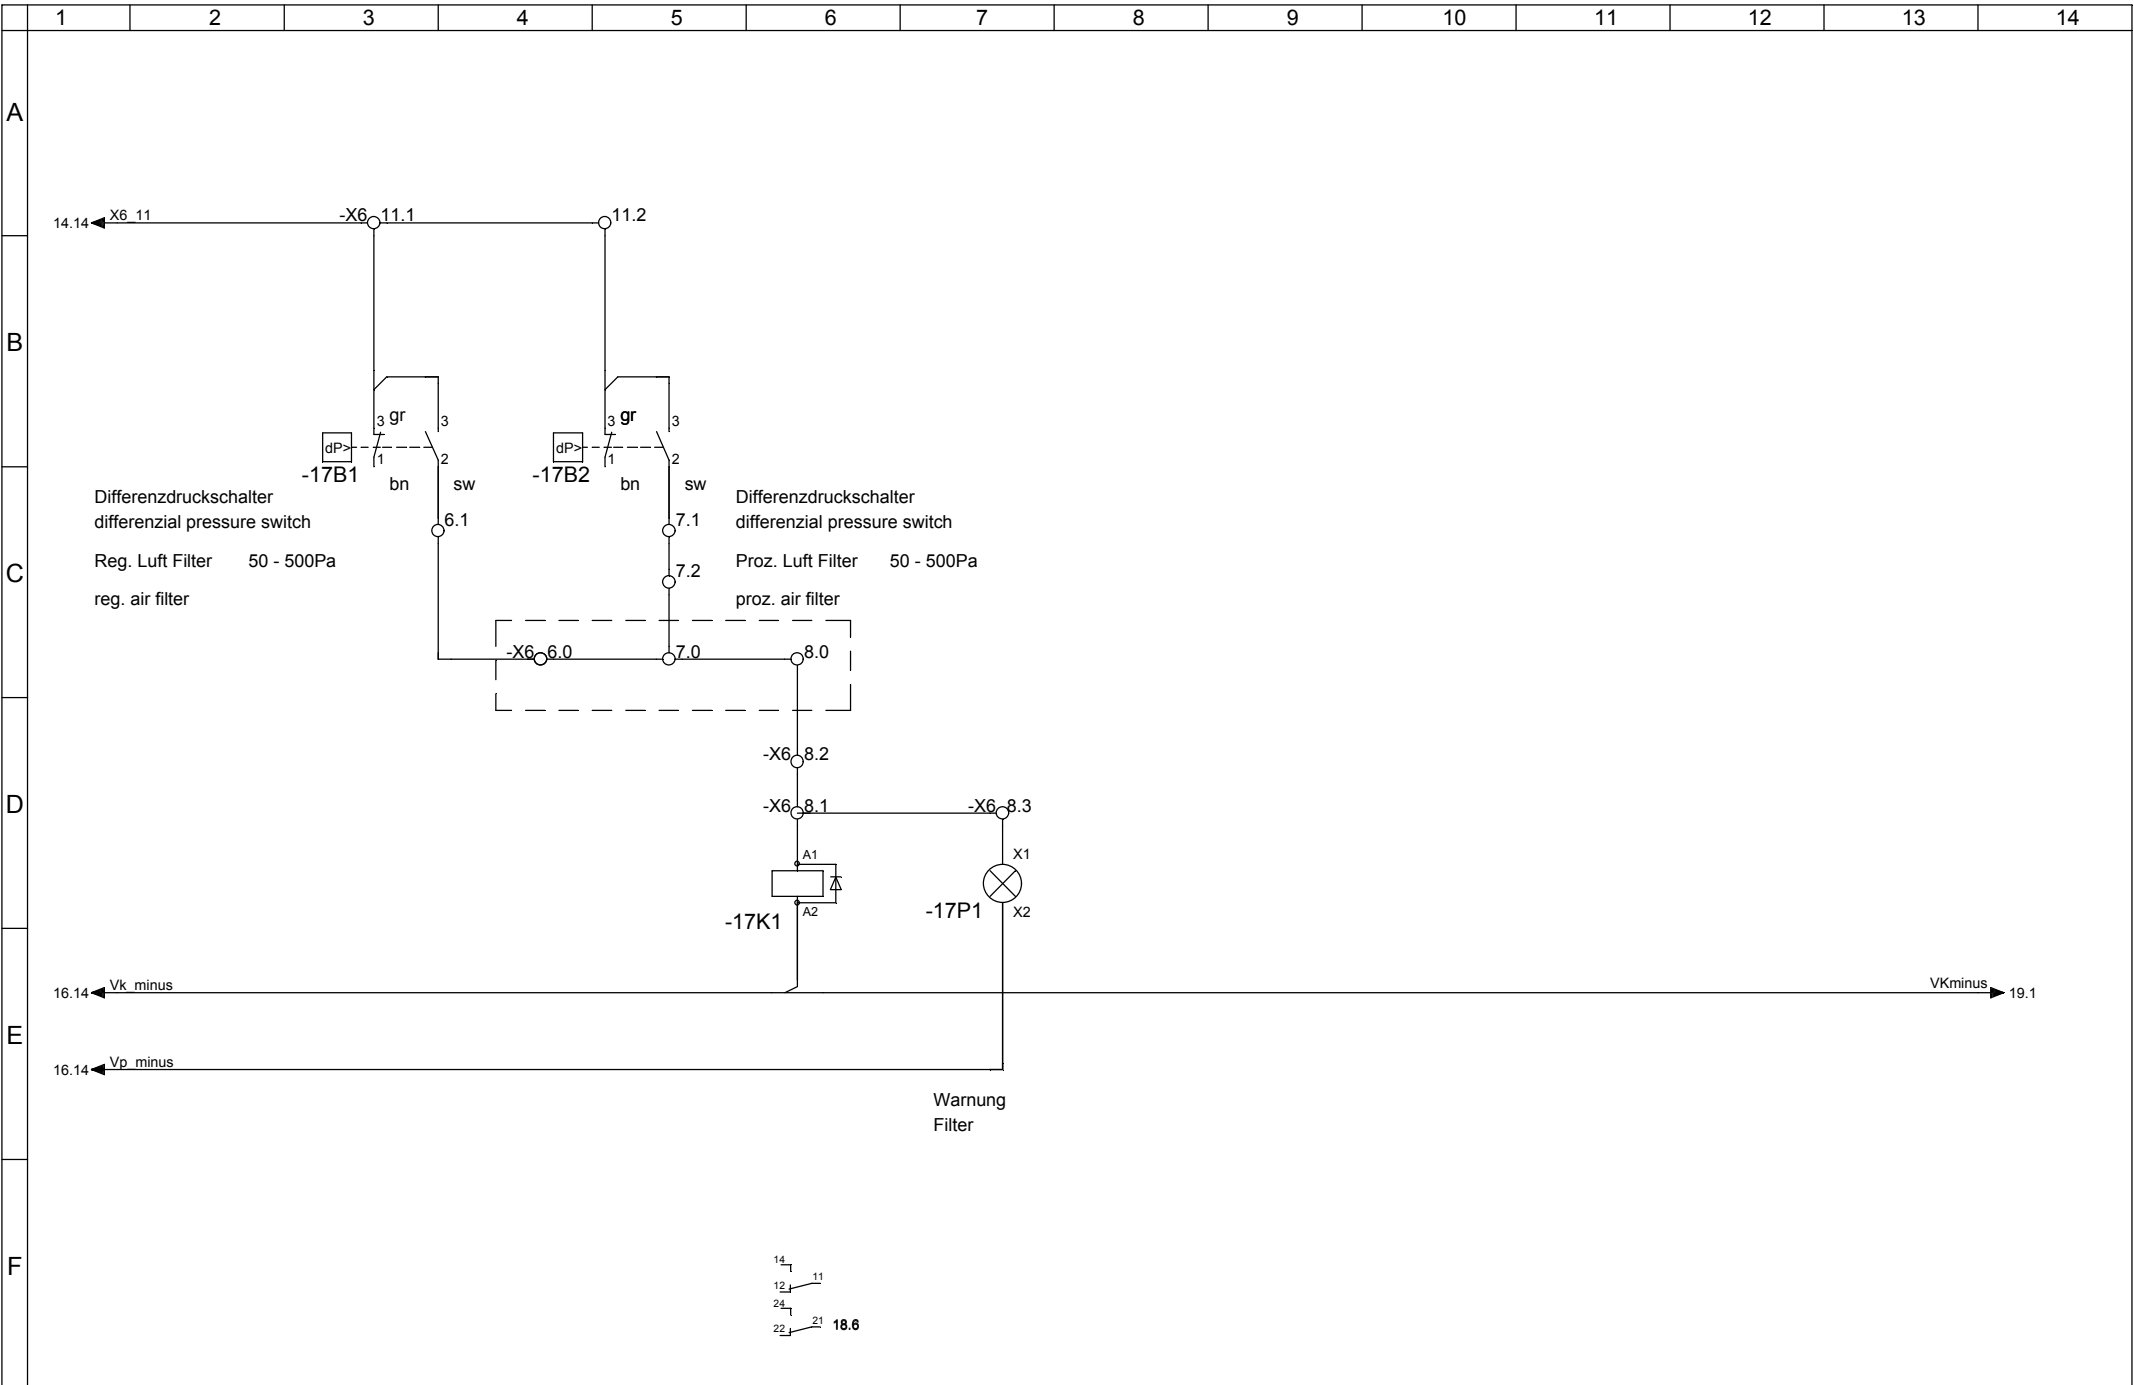 1 2 3 4 5 6 7 8 9 10 11 12 13 14
A
14.14 X6_11 -X6 11.1 11.2
B
3 gr 3 3 gr 3
dP> dP>
1 2 1 2
-17B1 -17B2
bn sw bn sw
Differenzdruckschalter
differenzial pressure switch
6.1
Reg. Luft Filter 50 - 500Pa
reg. air filter
7.1
7.2
Differenzdruckschalter
differenzial pressure switch
Proz. Luft Filter 50 - 500Pa
proz. air filter
C
-X6 6.0 7.0 8.0
-X6 8.2
D
-X6 8.1 -X6 8.3
A1 X1
A2 X2
-17K1 -17P1
16.14 Vk_minus VKminus 19.1
E
16.14 Vp_minus
Warnung
Filter
F
14
12 11
24
22 21 18.6